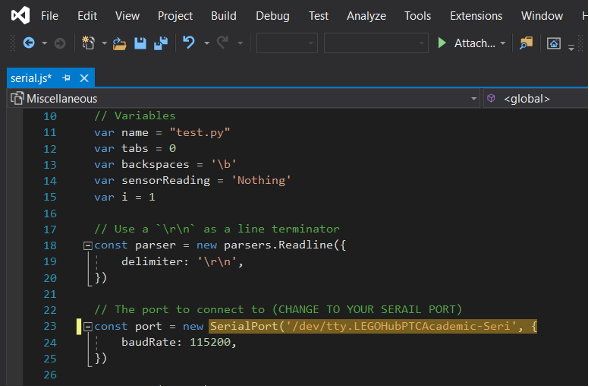 File Edit View Project Build Debug Test Analyze Tools Extensions Window H
Attach...
serial.js*
Miscellaneous <global>
10 // Variables
11 var name = "test.py"
12 var tabs = 0
13 var backspaces = '\b'
14 var sensorReading = 'Nothing'
15 var i = 1
16
17 // Use a `\r\n` as a line terminator
18 const parser = new parsers.Readline({
19 delimiter: '\r\n',
20 })
21
22 // The port to connect to (CHANGE TO YOUR SERAIL PORT)
23 const port = new SerialPort('/dev/tty.LEGOHubPTCAcademic-Seri', {
24 baudRate: 115200,
25 })
26